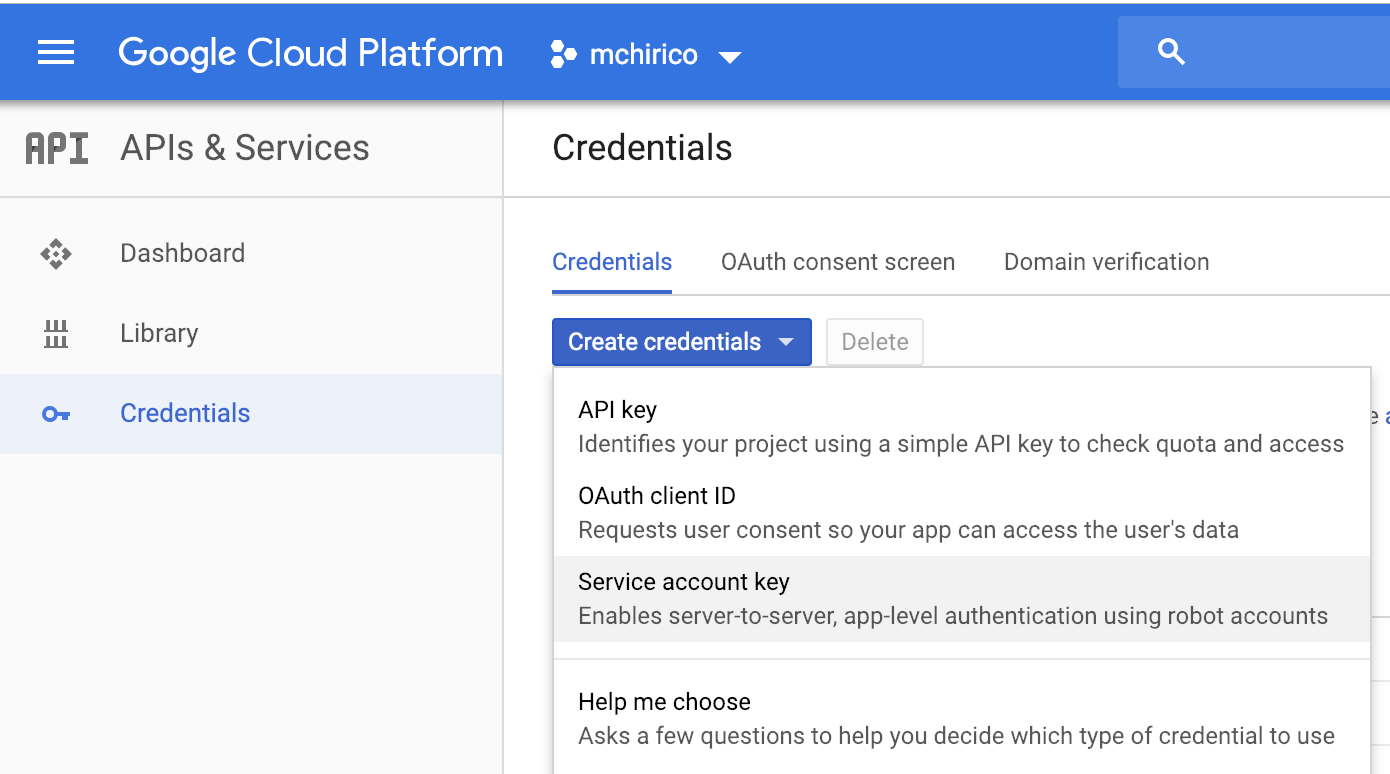 Google Cloud Platform
mchirico
API
APIs & Services
Credentials
Dashboard
Library
Credentials
Credentials
OAuth consent screen
Domain verification
Create credentials
Delete
API key
Identifies your project using a simple API key to check quota and access
OAuth client ID
Requests user consent so your app can access the user's data
Service account key
Enables server-to-server, app-level authentication using robot accounts
Help me choose
Asks a few questions to help you decide which type of credential to use